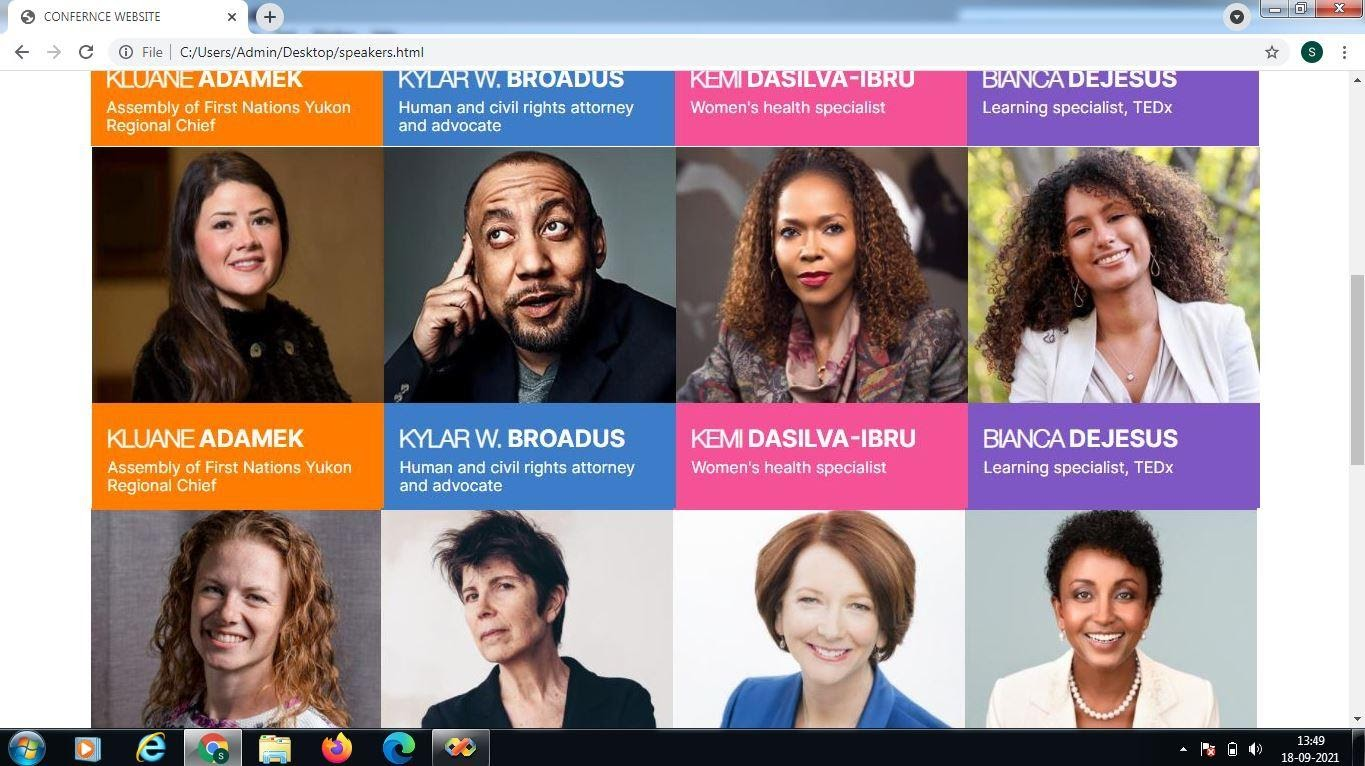 CONFERNCE WEBSITE
File
C:/Users/Admin/Desktop/speakers.html
S
KLUANE ADAMEK
KYLAR W. BROADUS
KEMI DASILVA-IBRU
BIANCA DEJESUS
Assembly of First Nations Yukon
Regional Chief
Human and civil rights attorney
and advocate
Women's health specialist
Learning specialist, TEDx
KLUANE ADAMEK
KYLAR W. BROADUS
KEMI DASILVA-IBRU
BIANCA DEJESUS
Assembly of First Nations Yukon
Regional Chief
Human and civil rights attorney
and advocate
Women's health specialist
Learning specialist, TEDx
S
13:49
18-09-2021